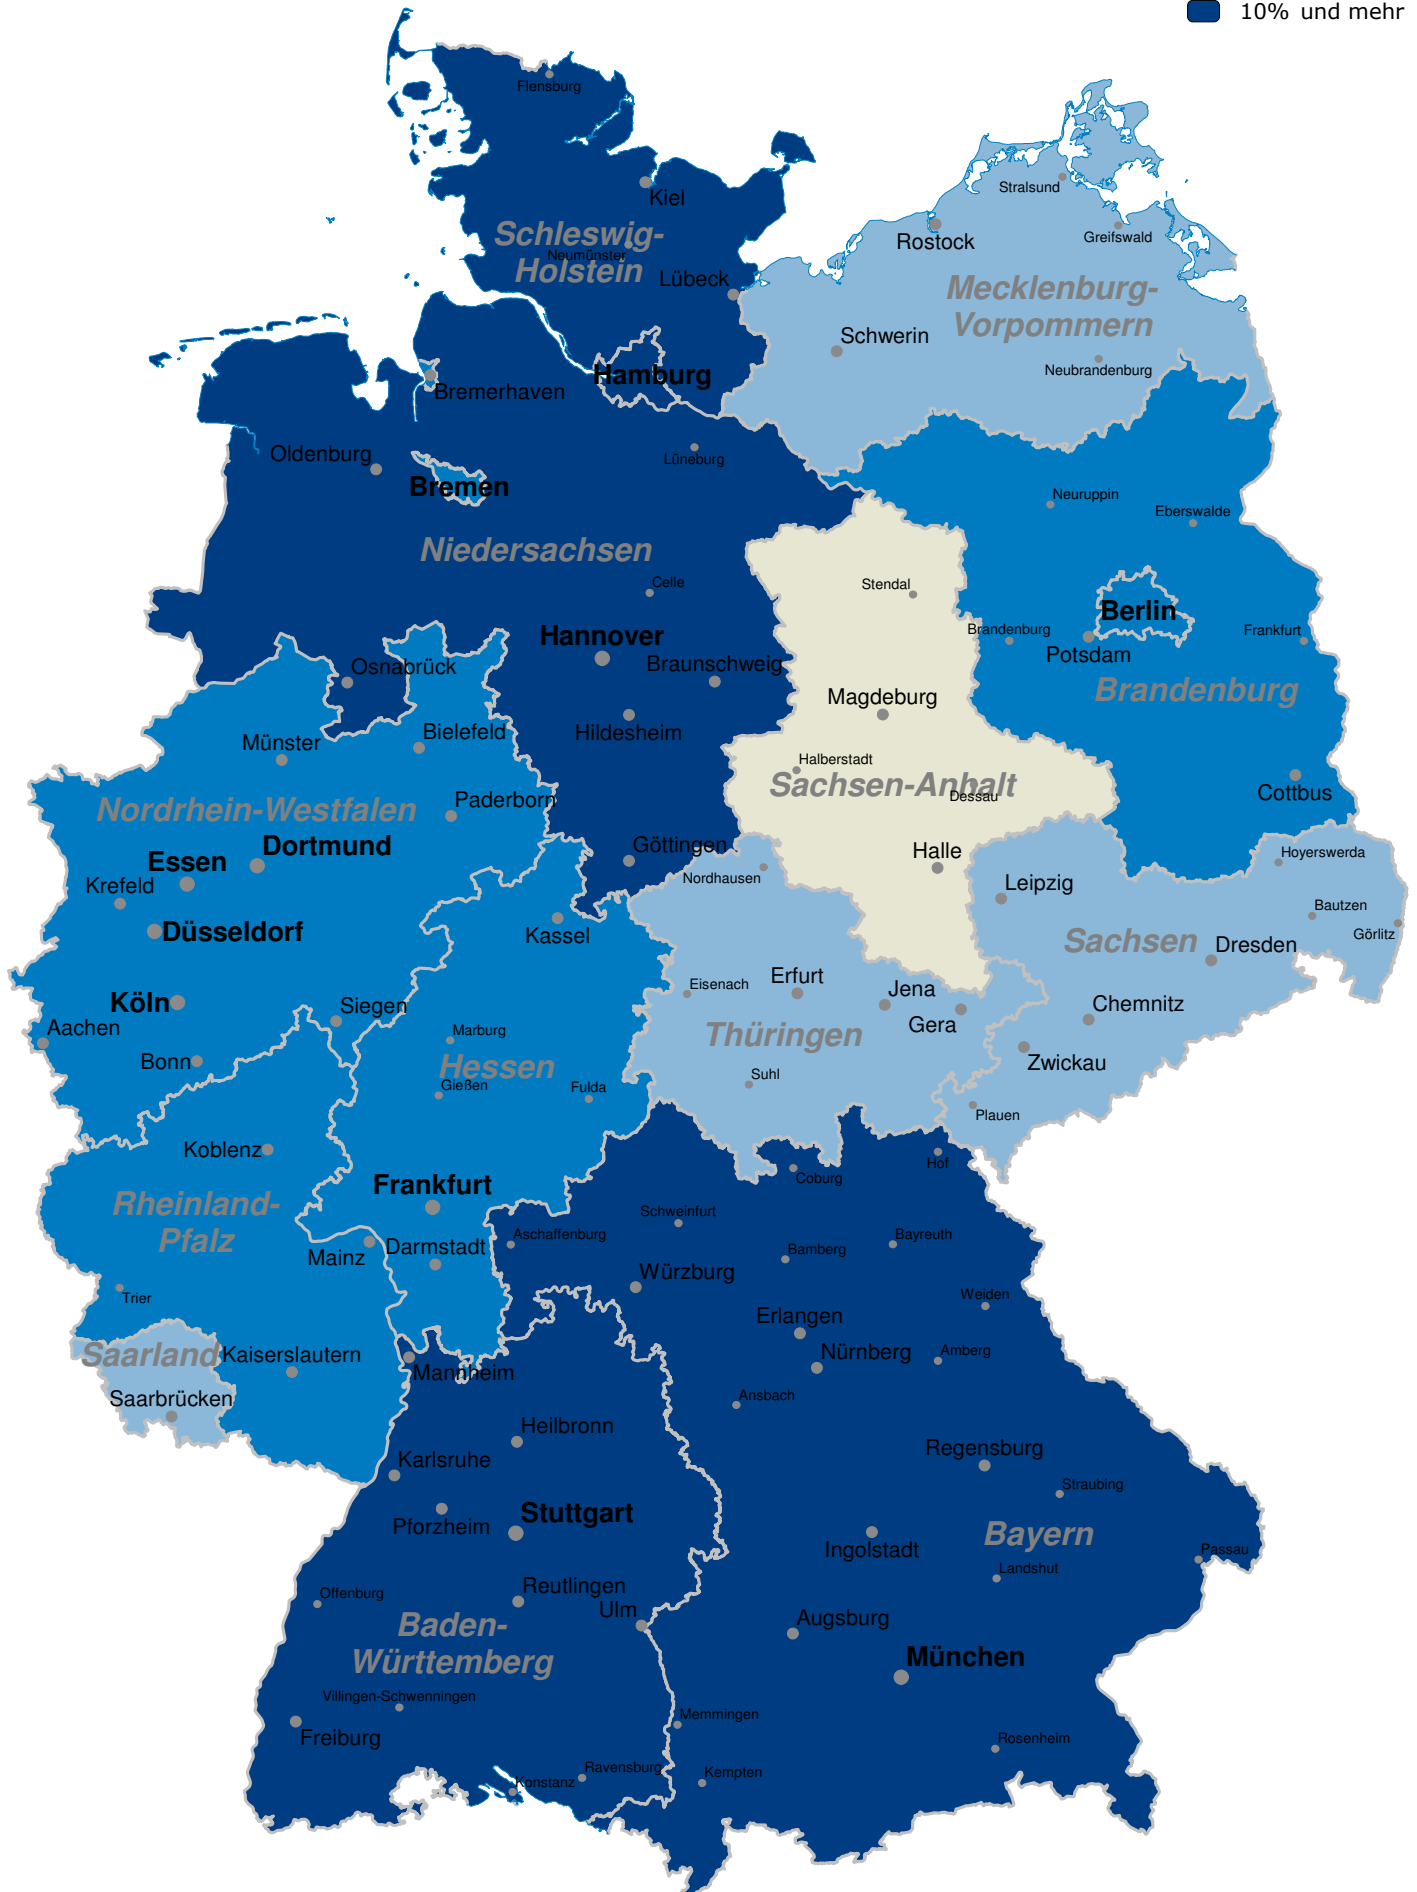 10% und mehr
Flensburg
Kiel
Schleswig-
Holstein
Neumünster
Lübeck
Stralsund
Greifswald
Rostock
Mecklenburg-
Vorpommern
Schwerin
Neubrandenburg
Hamburg
Bremerhaven
Oldenburg
Lüneburg
Bremen
Neuruppin
Eberswalde
Niedersachsen
Celle
Stendal
Berlin
Brandenburg
Frankfurt
Potsdam
Hannover
Braunschweig
Osnabrück
Brandenburg
Magdeburg
Hildesheim
Bielefeld
Münster
Halberstadt
Sachsen-Anhalt
Dessau
Cottbus
Nordrhein-Westfalen
Paderborn
Dortmund
Essen
Krefeld
Göttingen
Halle
Hoyerswerda
Nordhausen
Leipzig
Bautzen
Görlitz
Düsseldorf
Kassel
Sachsen
Dresden
Eisenach
Erfurt
Jena
Gera
Chemnitz
Köln
Siegen
Aachen
Marburg
Thüringen
Bonn
Hessen
Zwickau
Gießen
Fulda
Suhl
Plauen
Koblenz
Hof
Coburg
Frankfurt
Rheinland-
Pfalz
Schweinfurt
Aschaffenburg
Bayreuth
Bamberg
Mainz
Darmstadt
Würzburg
Trier
Weiden
Erlangen
Saarland
Kaiserslautern
Nürnberg
Amberg
Mannheim
Saarbrücken
Ansbach
Heilbronn
Regensburg
Karlsruhe
Straubing
Stuttgart
Pforzheim
Bayern
Ingolstadt
Passau
Landshut
Reutlingen
Offenburg
Ulm
Augsburg
Baden-
Württemberg
München
Villingen-Schwenningen
Memmingen
Freiburg
Rosenheim
Ravensburg
Kempten
Konstanz